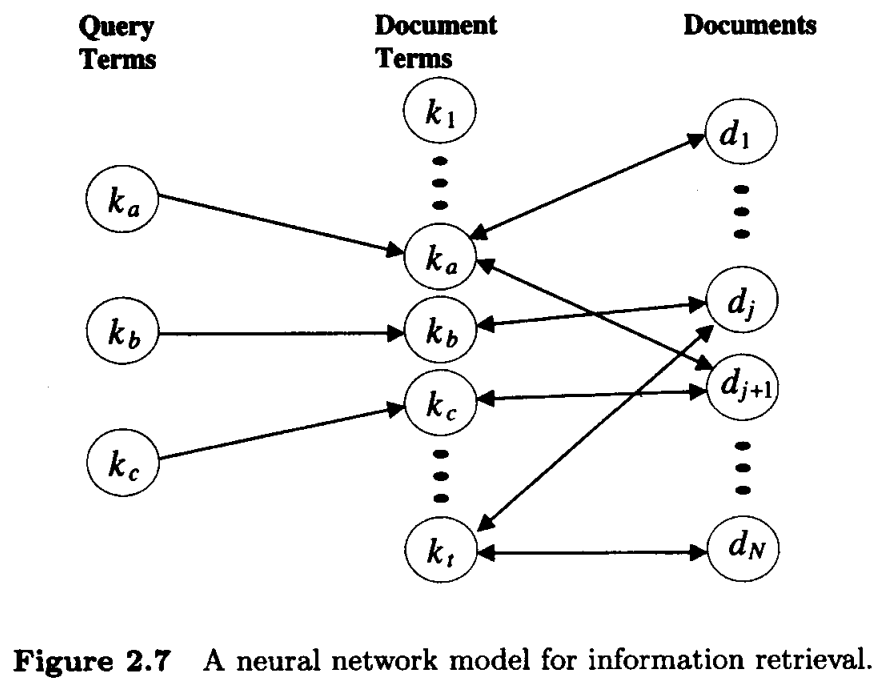 Query
Terms
Document
Terms
Documents
k1
d1
ka
ka
dj
kb
kb
dj+1
kc
kc
kt
dN
Figure 2.7 A neural network model for information retrieval.